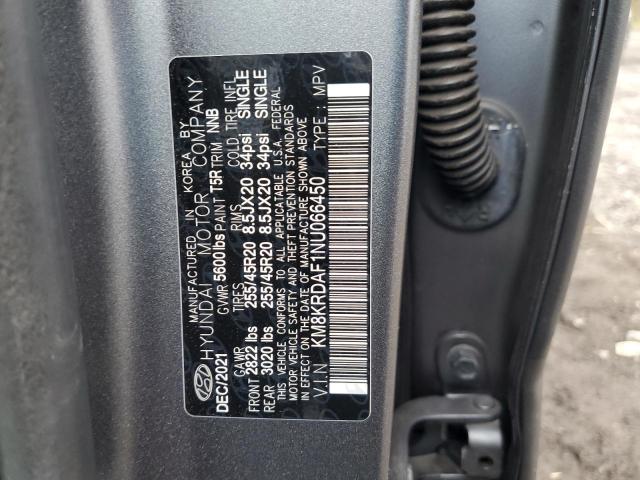 MANUFACTURED IN KOREA BY
HYUNDAI MOTOR COMPANY
DEC/2021 GVWR 5600lbs PAINT T5R TRIM NNB
GAWR RIMS COLD TIRE INFL
FRONT 2822 lbs 255/45R20 8.5JX20 34psi SINGLE
REAR 3020 lbs 255/45R20 8.5JX20 34psi SINGLE
THIS VEHICLE CONFORMS TO ALL APPLICABLE U.S.A. FEDERAL
MOTOR VEHICLE SAFETY AND THEFT PREVENTION STANDARDS
IN EFFECT ON THE DATE OF MANUFACTURE SHOWN ABOVE
V.I.N KM8KRDAF1NU066450 TYPE : MPV